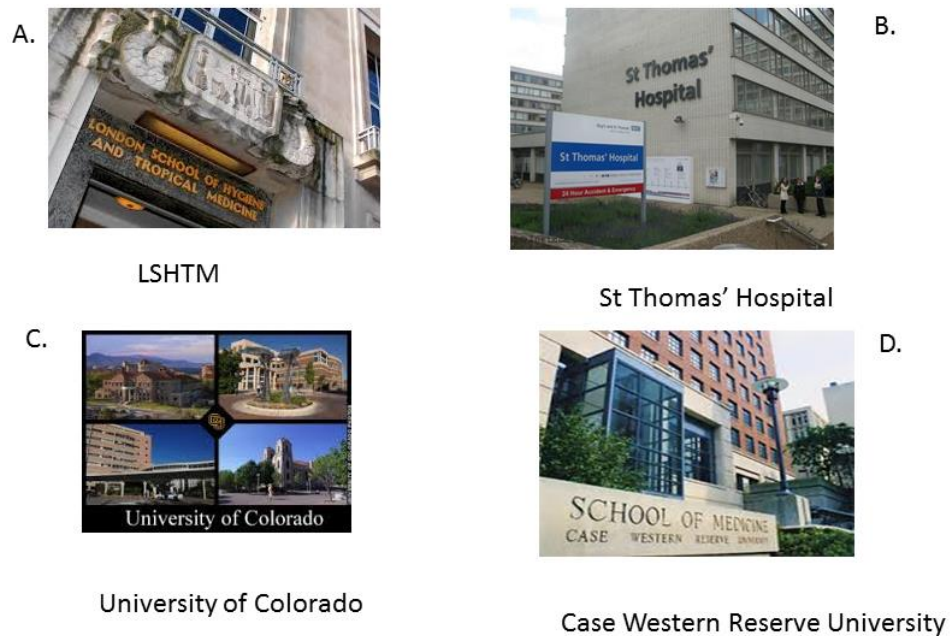 A.
LONDON SCHOOL OF HYGIENE
AND TROPICAL MEDICINE
LSHTM
B.
St Thomas'
Hospital
St Thomas' Hospital
24 Hour Accident & Emergency
St Thomas' Hospital
C.
University of Colorado
University of Colorado
D.
SCHOOL OF MEDICINE
CASE WESTERN RESERVE UNIVERSITY
Case Western Reserve University